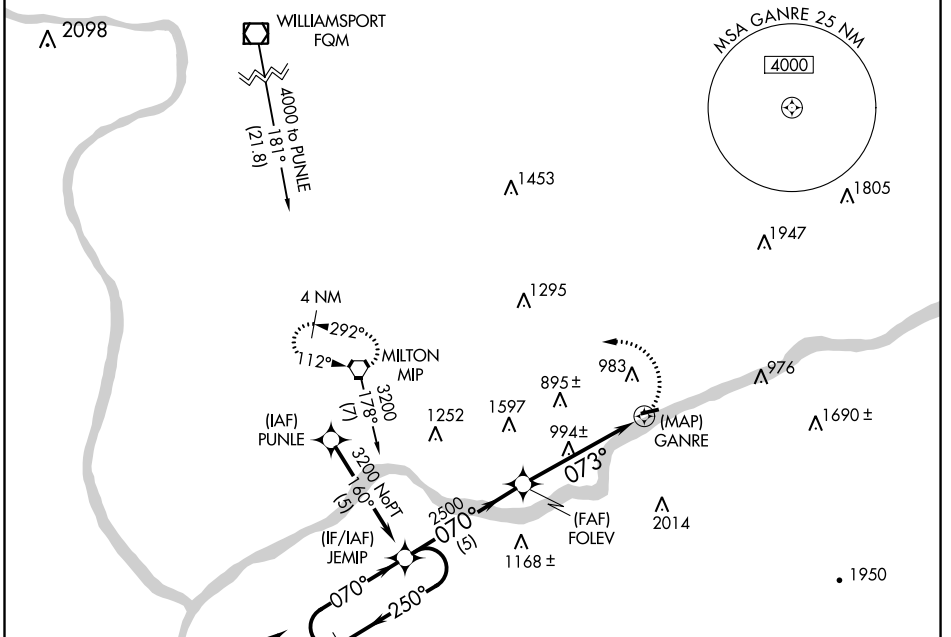 2098
WILLIAMSPORT
FQM
4000 to PUNLE
181°
(21.8)
MSA GANRE 25 NM
4000
1453
1805
1947
1295
4 NM
292°
112°
MILTON
MIP
3200
178°
(7)
983
976
895 ±
1252
1597
994±
1690 ±
(IAF)
PUNLE
(MAP)
GANRE
073°
3200 NoPT
160°
(5)
2500
070°
(5)
(FAF)
FOLEV
2014
(IF/IAF)
JEMIP
1168 ±
1950
070°
250°